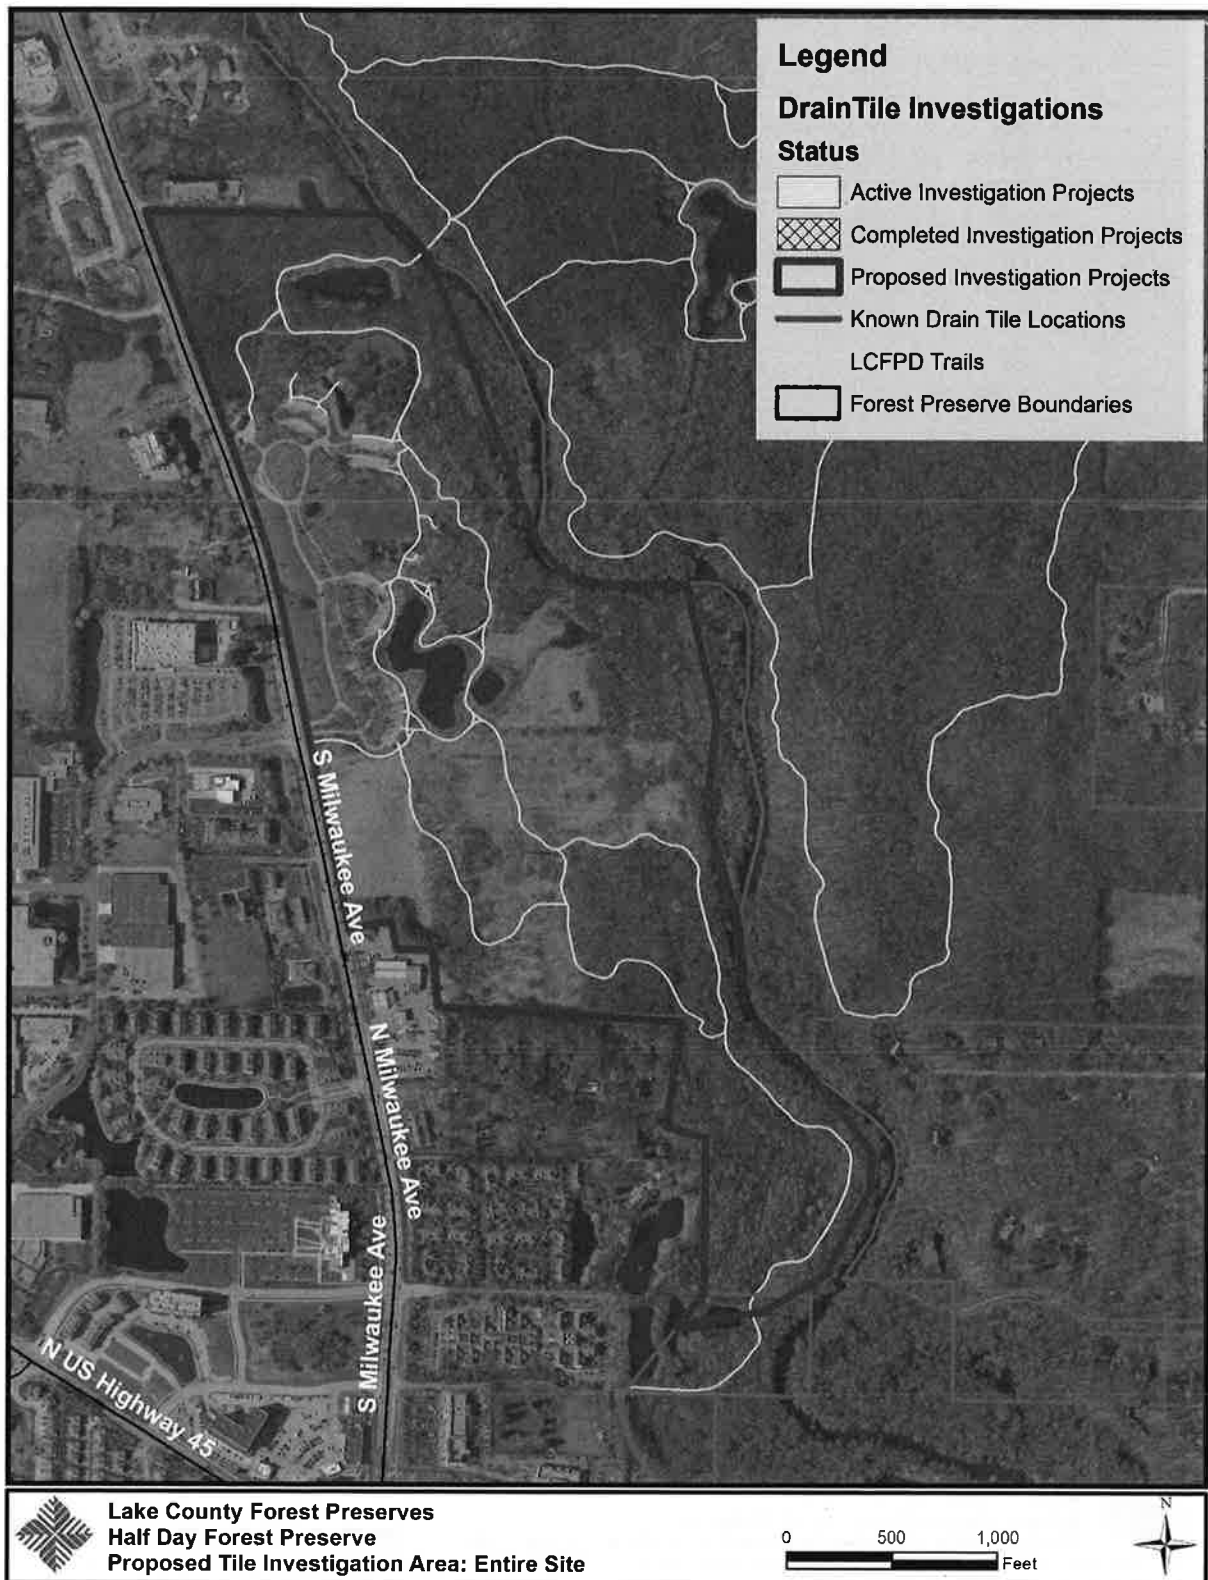 Legend
DrainTile Investigations
Status
Active Investigation Projects
Completed Investigation Projects
Proposed Investigation Projects
Known Drain Tile Locations
LCFPD Trails
Forest Preserve Boundaries
S Milwaukee Ave
N Milwaukee Ave
S Milwaukee Ave
N US Highway 45
Lake County Forest Preserves
Half Day Forest Preserve
Proposed Tile Investigation Area: Entire Site
0 500 1,000
Feet
N